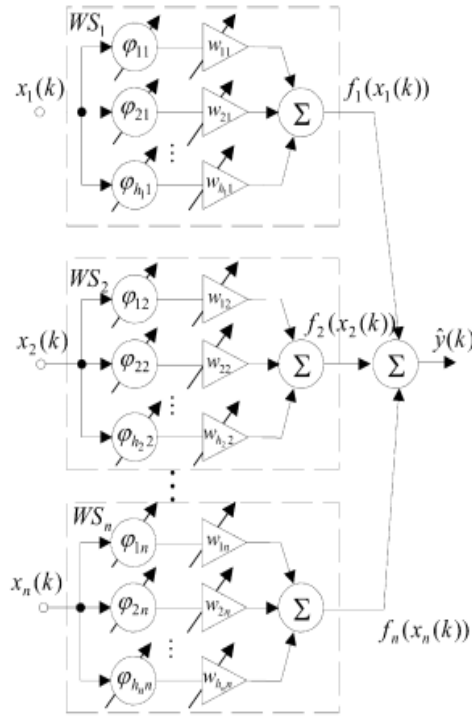 WS₁
φ₁₁ w₁₁
x₁(k) f₁(x₁(k))
φ₂₁ w₂₁ Σ
⋮
φₕ₁₁ wₕ₁₁
WS₂
φ₁₂ w₁₂
x₂(k) f₂(x₂(k)) ŷ(k)
φ₂₂ w₂₂ Σ Σ
⋮
φₕ₂₂ wₕ₂₂
⋮
WSₙ
φ₁ₙ w₁ₙ
xₙ(k)
φ₂ₙ w₂ₙ Σ
fₙ(xₙ(k))
⋮
φₕₙₙ wₕₙₙ